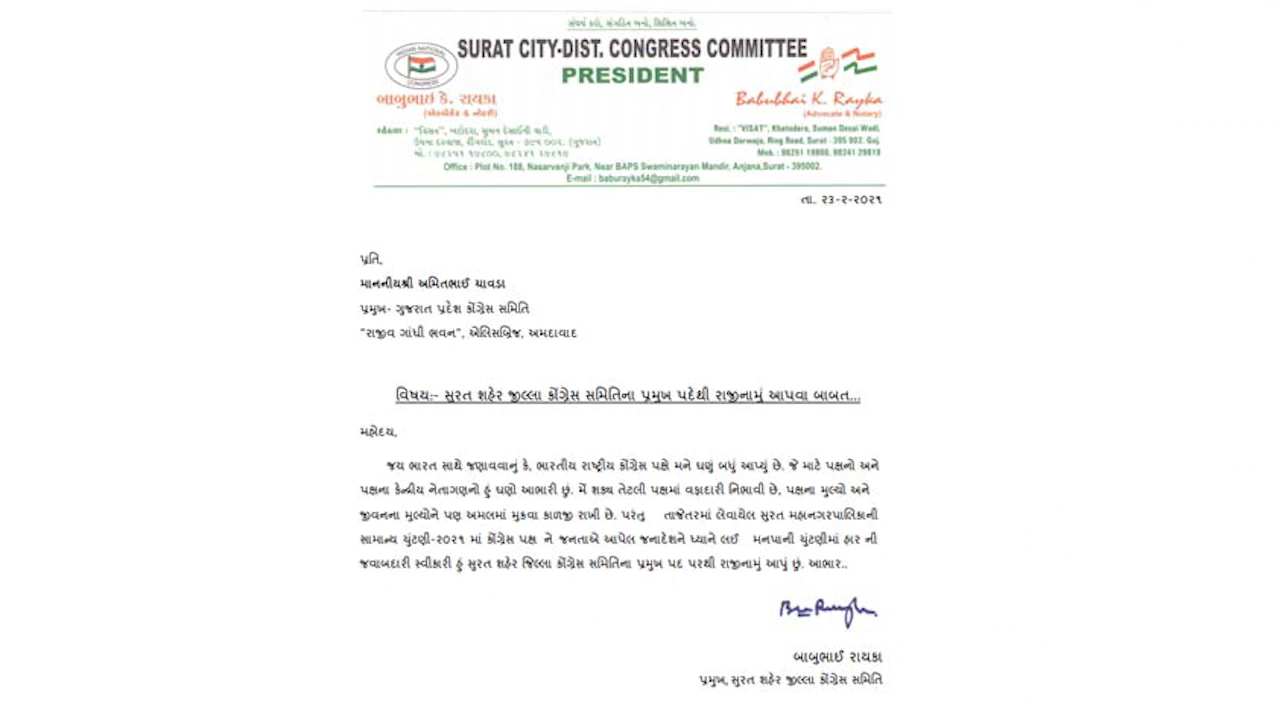 સંઘર્ષ કરો, સંગઠિત બનો, શિક્ષિત બનો.
SURAT CITY-DIST. CONGRESS COMMITTEE
PRESIDENT
INDIAN NATIONAL CONGRESS
બાબુભાઈ કે. રાયકા
(એડવોકેટ & નોટરી)
Babubhai K. Rayka
(Advocate & Notary)
Resi. : "VISAT", Khatodara, Suman Desai Wadi,
Udhna Darwaja, Ring Road, Surat - 395 002. Guj.
Office : Plot No. 188, Nasarvanji Park, Near BAPS Swaminarayan Mandir, Anjana,Surat - 395002.
E-mail : baburayka54@gmail.com
તા. ૨૩-૨-૨૦૨૧
પ્રતિ,
માનનીયશ્રી અમિતભાઈ ચાવડા
પ્રમુખ- ગુજરાત પ્રદેશ કોંગ્રેસ સમિતિ
"રાજીવ ગાંધી ભવન", એલિસબ્રિજ, અમદાવાદ
વિષય:- સુરત શહેર જીલ્લા કોંગ્રેસ સમિતિના પ્રમુખ પદેથી રાજીનામું આપવા બાબત...
મહોદય,
જય ભારત સાથે જણાવવાનું કે, ભારતીય રાષ્ટ્રીય કોંગ્રેસ પક્ષે મને ઘણું બધું આપ્યું છે. જે માટે પક્ષનો અને
પક્ષના કેન્દ્રીય નેતાગણનો હું ઘણો આભારી છું. મેં શક્ય તેટલી પક્ષમાં વફાદારી નિભાવી છે, પક્ષના મુલ્યો અને
જીવનના મુલ્યોને પણ અમલમાં મુકવા કાળજી રાખી છે. પરંતુ તાજેતરમાં લેવાયેલ સુરત મહાનગરપાલિકાની
સામાન્ય ચુંટણી-૨૦૨૧ માં કોંગ્રેસ પક્ષ ને જનતાએ આપેલ જનાદેશને ધ્યાને લઈ મનપાની ચુંટણીમાં હાર ની
જવાબદારી સ્વીકારી હું સુરત શહેર જિલ્લા કોંગ્રેસ સમિતિના પ્રમુખ પદ પરથી રાજીનામું આપું છું. આભાર..
બાબુભાઈ રાયકા
પ્રમુખ, સુરત શહેર જીલ્લા કોંગ્રેસ સમિતિ